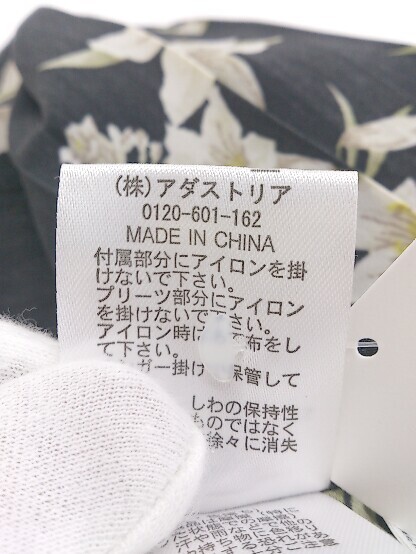 (株)アダストリア
0120-601-162
MADE IN CHINA
付属部分にアイロンを掛
けないで下さい。
プリーツ部分にアイロン
を掛けないで下さい。
アイロン時は 布をし
て下さい。
ガー掛け 保管して
しわの保持性
ものではなく
徐々に消失